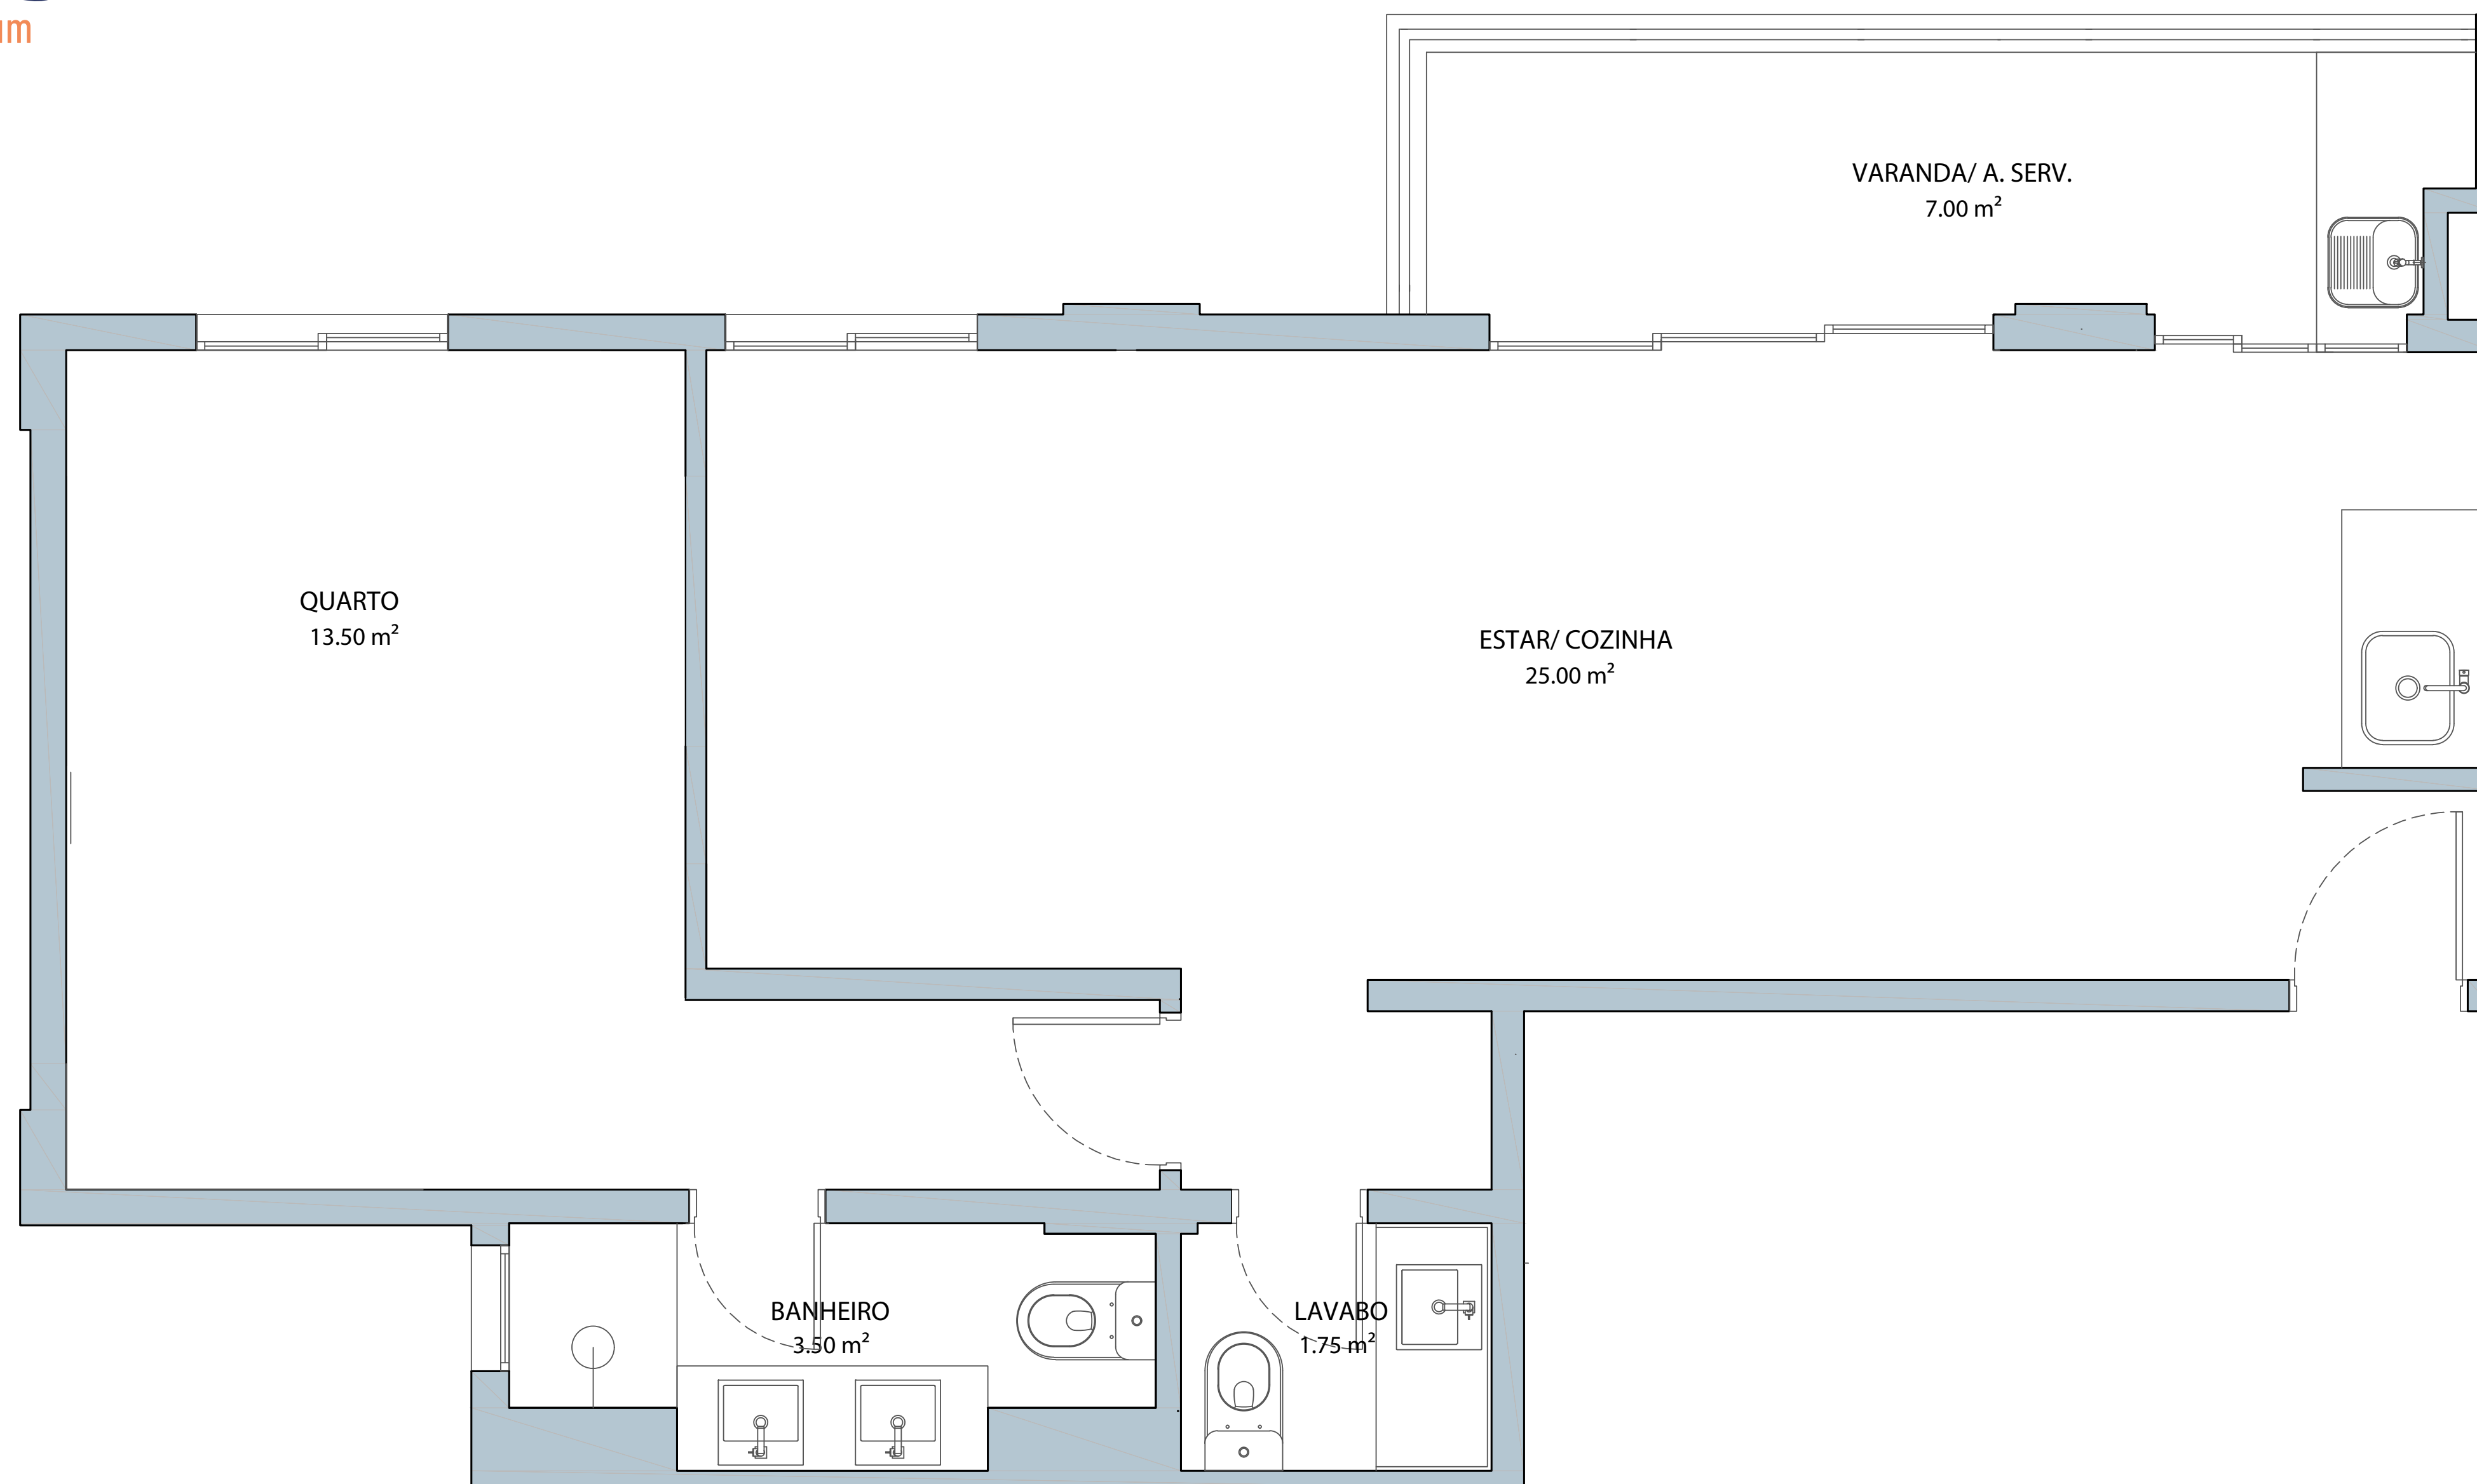 um
VARANDA/ A. SERV.
7.00 m²
QUARTO
13.50 m²
ESTAR/ COZINHA
25.00 m²
BANHEIRO
3.50 m²
LAVABO
1.75 m²